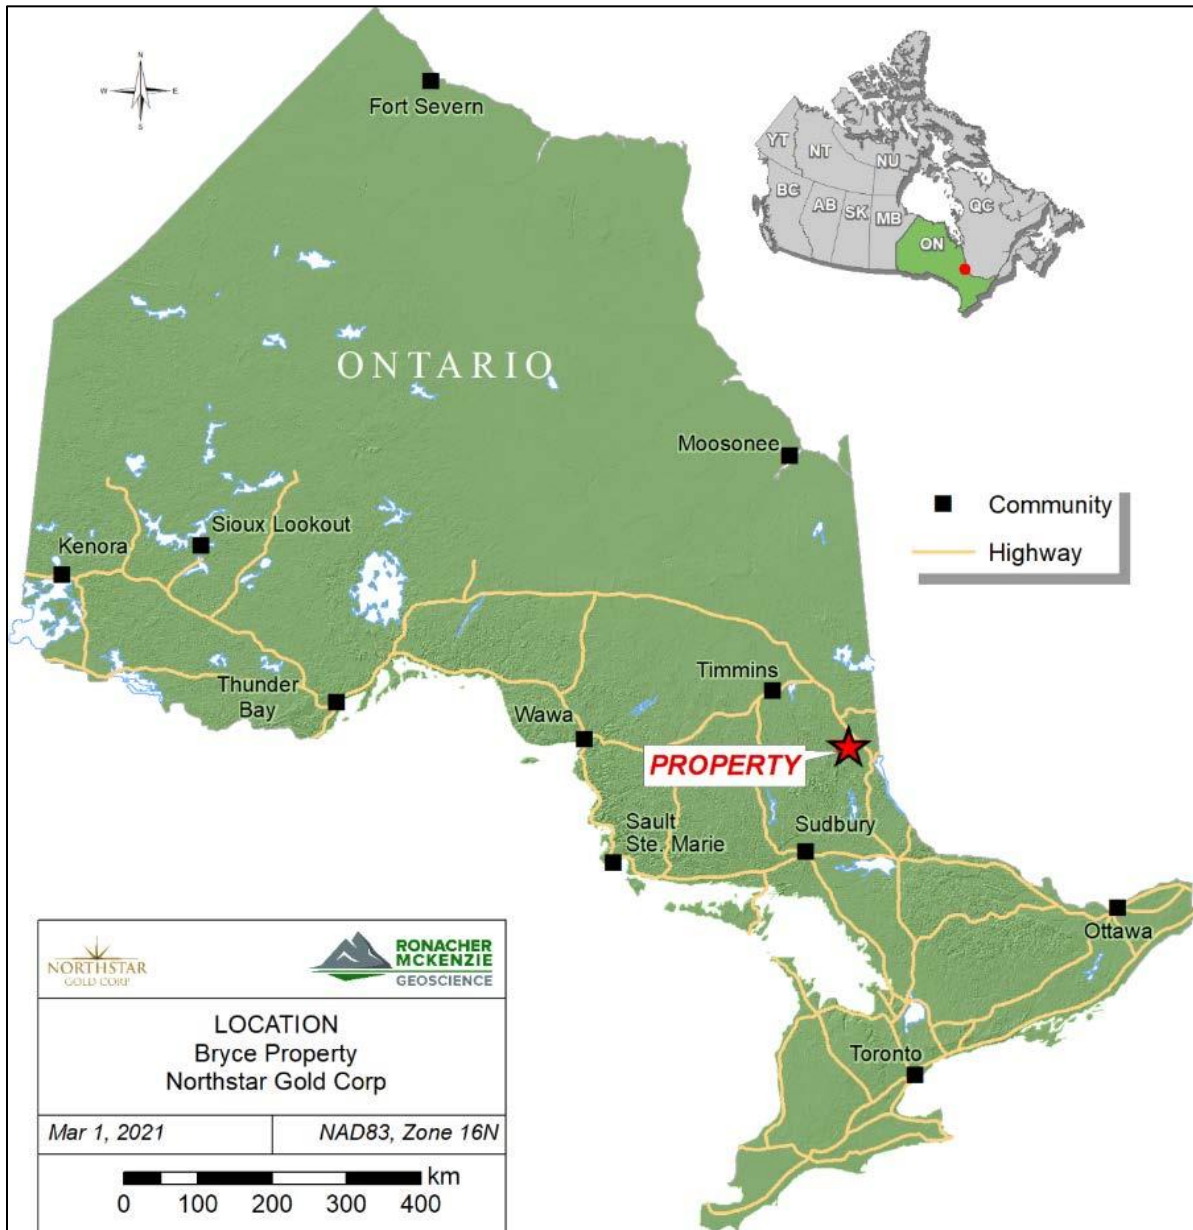 N
W E
S
Fort Severn
YT
NT
NU
BC
AB
SK
MB
QC
ON
ONTARIO
Moosonee
Community
Highway
Sioux Lookout
Kenora
Thunder
Bay
Timmins
Wawa
PROPERTY
Sault
Ste. Marie
Sudbury
Ottawa
Toronto
NORTHSTAR
GOLD CORP
RONACHER
MCKENZIE
GEOSCIENCE
LOCATION
Bryce Property
Northstar Gold Corp
Mar 1, 2021
NAD83, Zone 16N
km
0 100 200 300 400